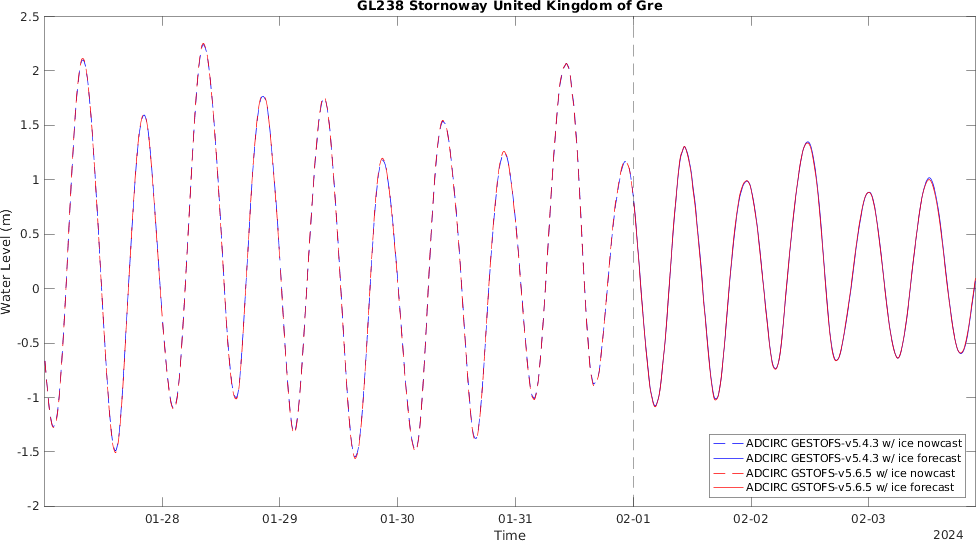 GL238 Stornoway United Kingdom of Gre
2.5
2
1.5
1
0.5
0
-0.5
-1
-1.5
-2
Water Level (m)
01-28 01-29 01-30 01-31 02-01 02-02 02-03
Time
2024
ADCIRC GESTOFS-v5.4.3 w/ ice nowcast
ADCIRC GESTOFS-v5.4.3 w/ ice forecast
ADCIRC GSTOFS-v5.6.5 w/ ice nowcast
ADCIRC GSTOFS-v5.6.5 w/ ice forecast